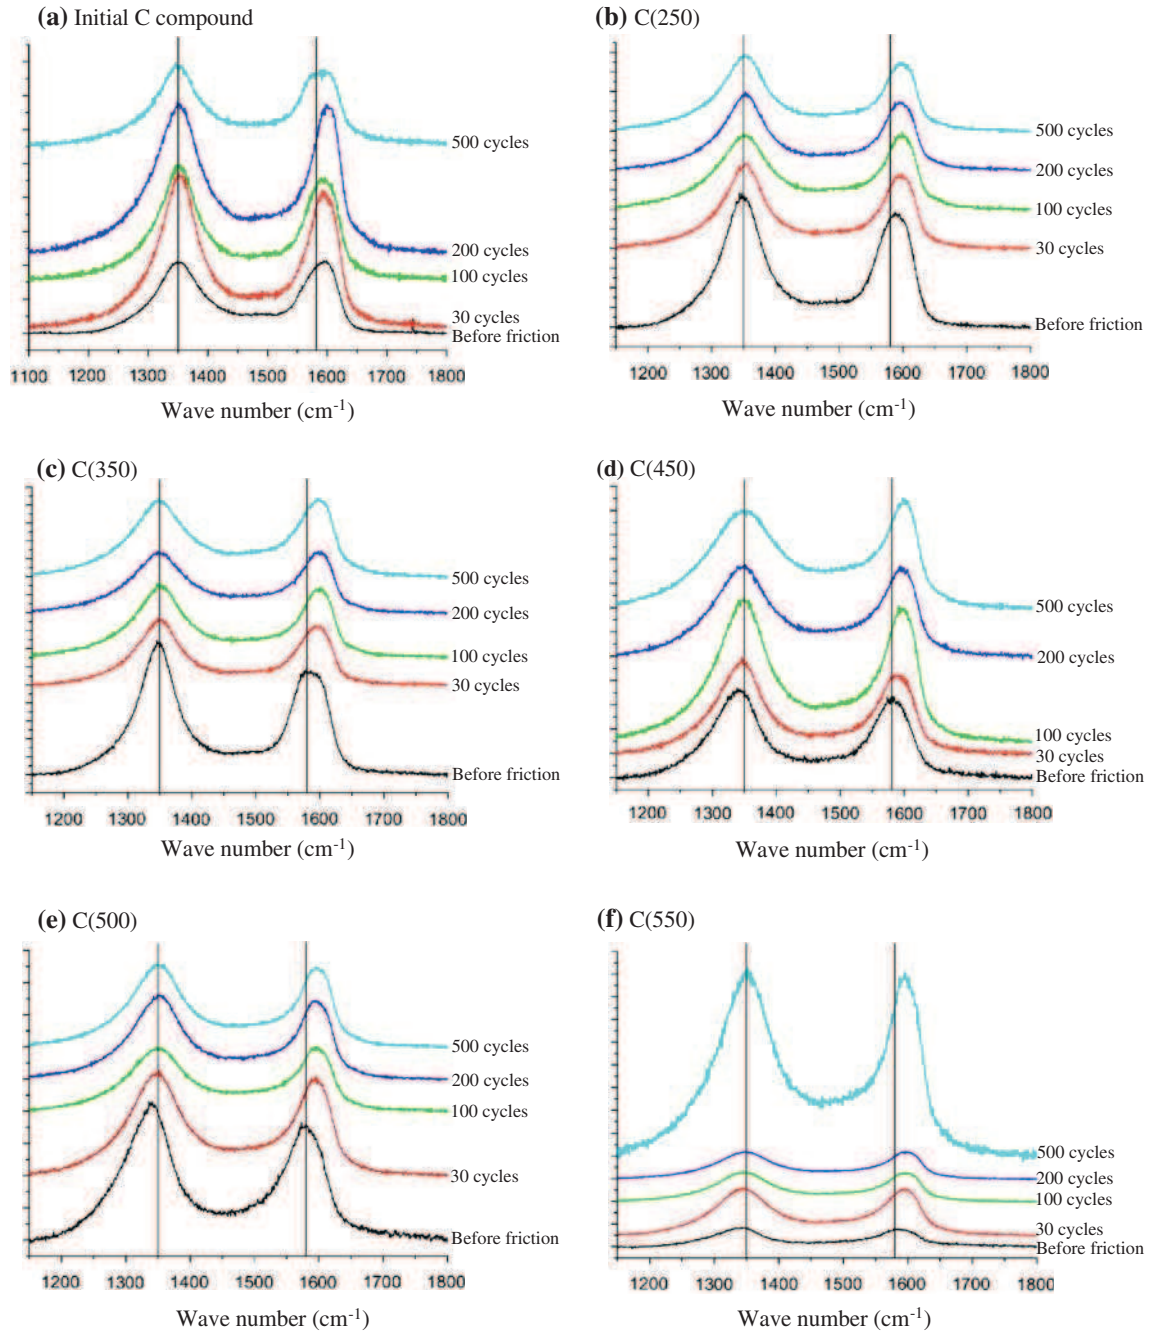 (a) Initial C compound
500 cycles
200 cycles
100 cycles
30 cycles
Before friction
1100 1200 1300 1400 1500 1600 1700 1800
Wave number (cm-1)
(b) C(250)
500 cycles
200 cycles
100 cycles
30 cycles
Before friction
1200 1300 1400 1500 1600 1700 1800
Wave number (cm-1)
(c) C(350)
500 cycles
200 cycles
100 cycles
30 cycles
Before friction
1200 1300 1400 1500 1600 1700 1800
Wave number (cm-1)
(d) C(450)
500 cycles
200 cycles
100 cycles
30 cycles
Before friction
1200 1300 1400 1500 1600 1700 1800
Wave number (cm-1)
(e) C(500)
500 cycles
200 cycles
100 cycles
30 cycles
Before friction
1200 1300 1400 1500 1600 1700 1800
Wave number (cm-1)
(f) C(550)
500 cycles
200 cycles
100 cycles
30 cycles
Before friction
1200 1300 1400 1500 1600 1700 1800
Wave number (cm-1)